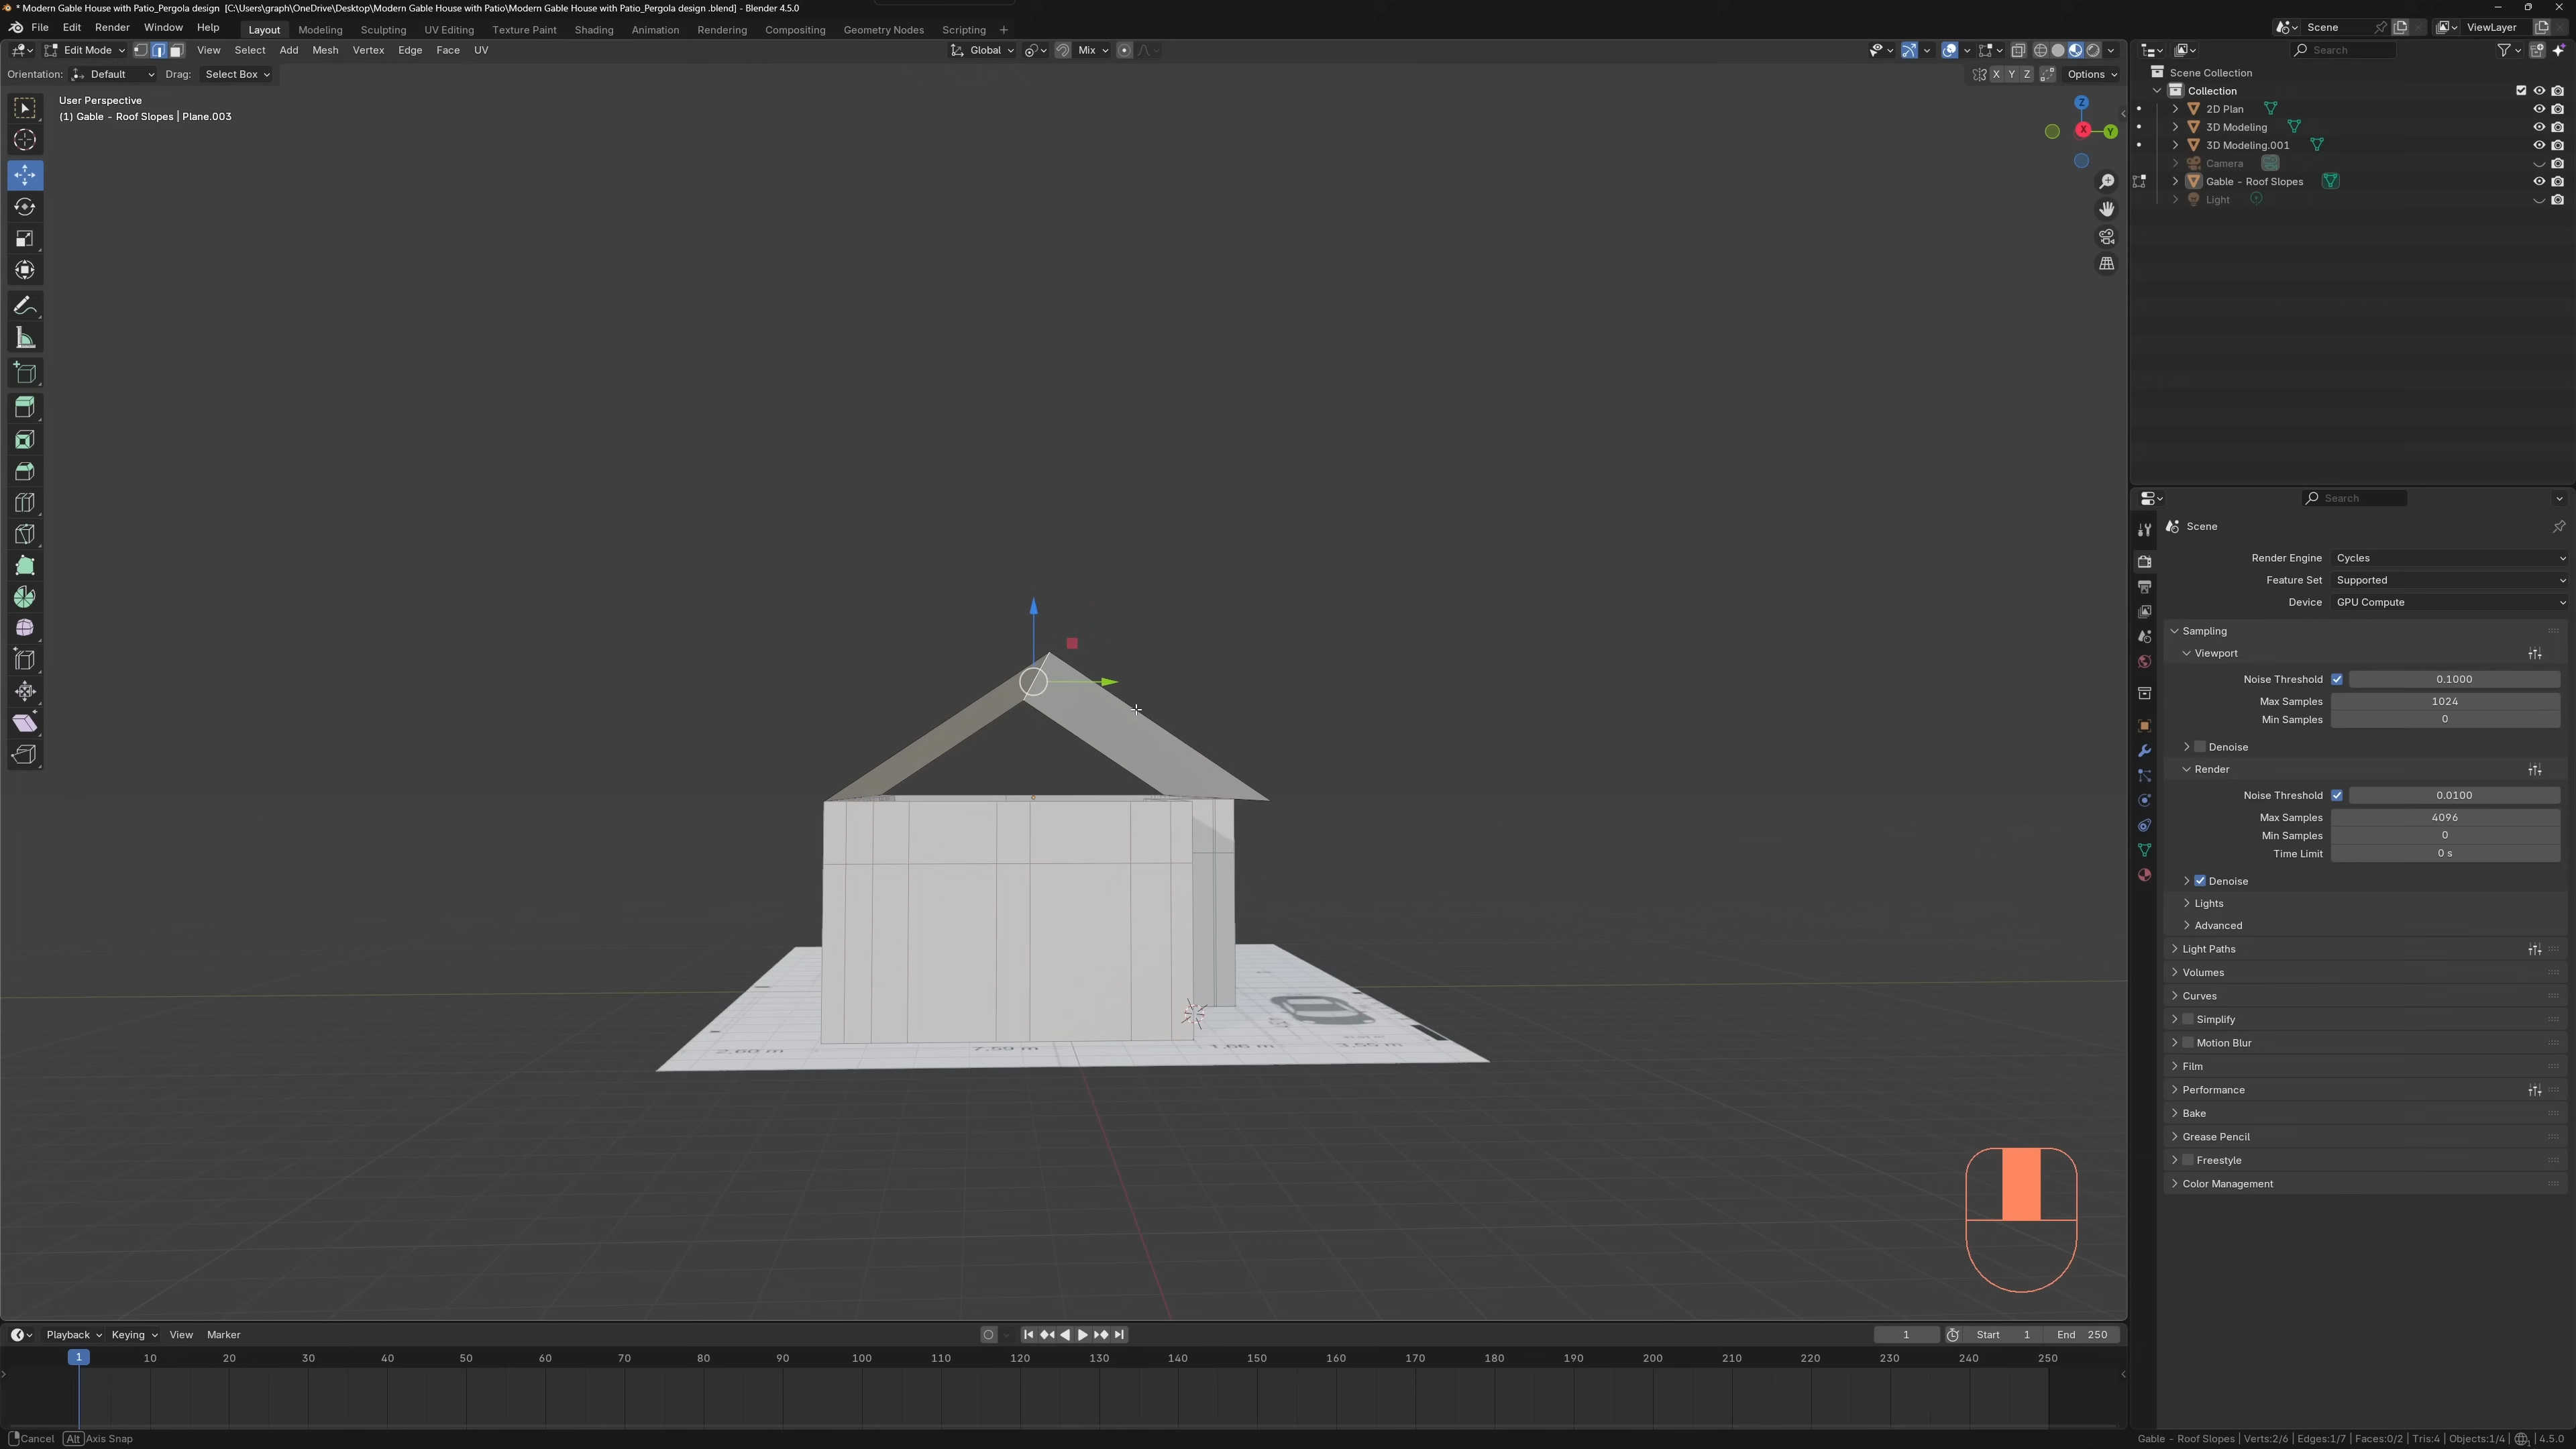 * Modern Gable House with Patio_Pergola design  [C:\Users\graph\OneDrive\Desktop\Modern Gable House with Patio\Modern Gable House with Patio_Pergola design .blend] - Blender 4.5.0
File Edit Render Window Help Layout Modeling Sculpting UV Editing Texture Paint Shading Animation Rendering Compositing Geometry Nodes Scripting + Scene ViewLayer
Edit Mode View Select Add Mesh Vertex Edge Face UV Global Mix Search
Orientation: Default Drag: Select Box X Y Z Options
Scene Collection
Collection
2D Plan
3D Modeling
3D Modeling.001
Camera
Gable - Roof Slopes
Light
User Perspective
(1) Gable - Roof Slopes | Plane.003
Z
X
Y
Search
Scene
Render Engine Cycles
Feature Set Supported
Device GPU Compute
Sampling
Viewport
Noise Threshold 0.1000
Max Samples 1024
Min Samples 0
Denoise
Render
Noise Threshold 0.0100
Max Samples 4096
Min Samples 0
Time Limit 0 s
Denoise
Lights
Advanced
Light Paths
Volumes
Curves
Simplify
Motion Blur
Film
Performance
Bake
Grease Pencil
Freestyle
Color Management
2.60 m 7.59 m 1.66 m 3.55 m
Playback Keying View Marker 1 Start 1 End 250
1 10 20 30 40 50 60 70 80 90 100 110 120 130 140 150 160 170 180 190 200 210 220 230 240 250
Cancel Alt Axis Snap
Gable - Roof Slopes | Verts:2/6 | Edges:1/7 | Faces:0/2 | Tris:4 | Objects:1/4 | 4.5.0